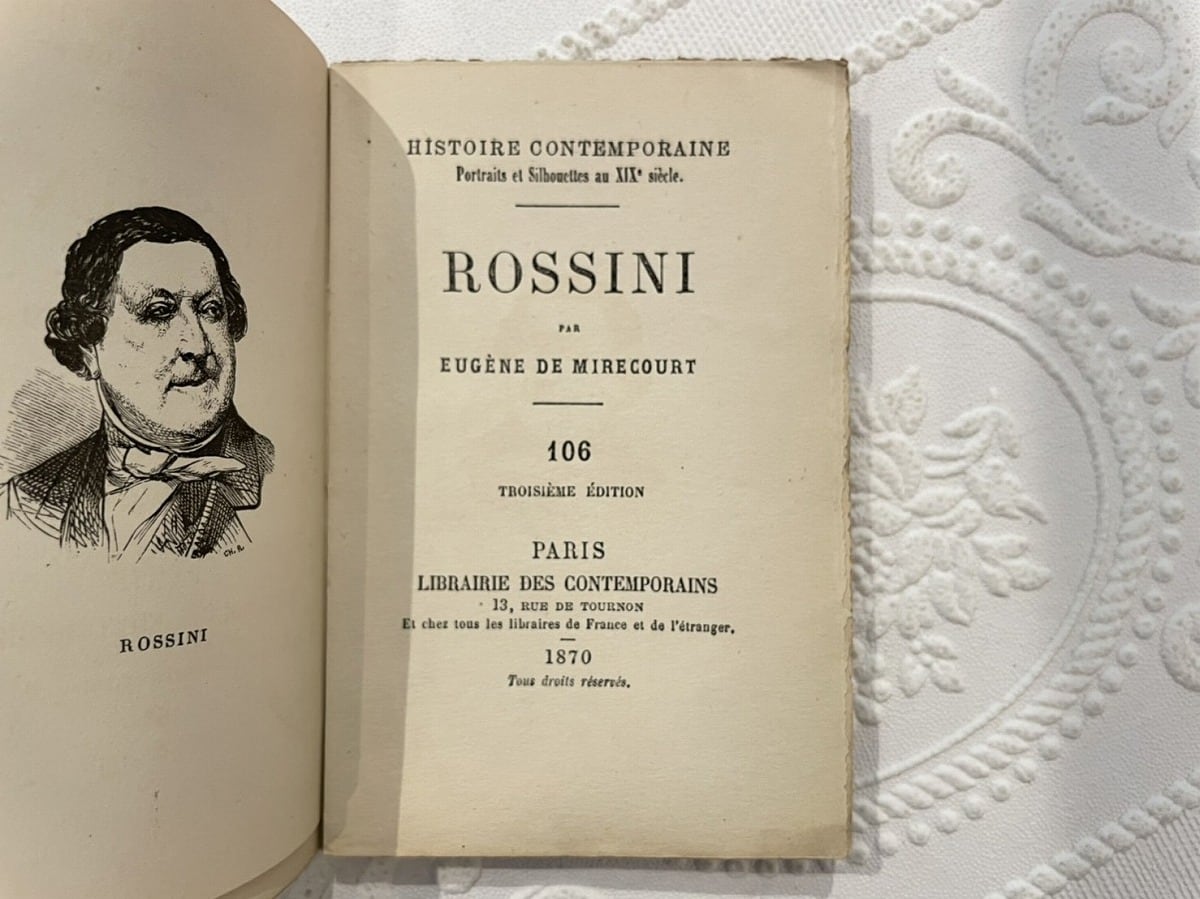 CH. R.
ROSSINI
HISTOIRE CONTEMPORAINE
Portraits et Silhouettes au XIXᵉ siècle.
ROSSINI
PAR
EUGÈNE DE MIRECOURT
106
TROISIÈME ÉDITION
PARIS
LIBRAIRIE DES CONTEMPORAINS
13, RUE DE TOURNON
Et chez tous les libraires de France et de l'étranger.
1870
Tous droits réservés.